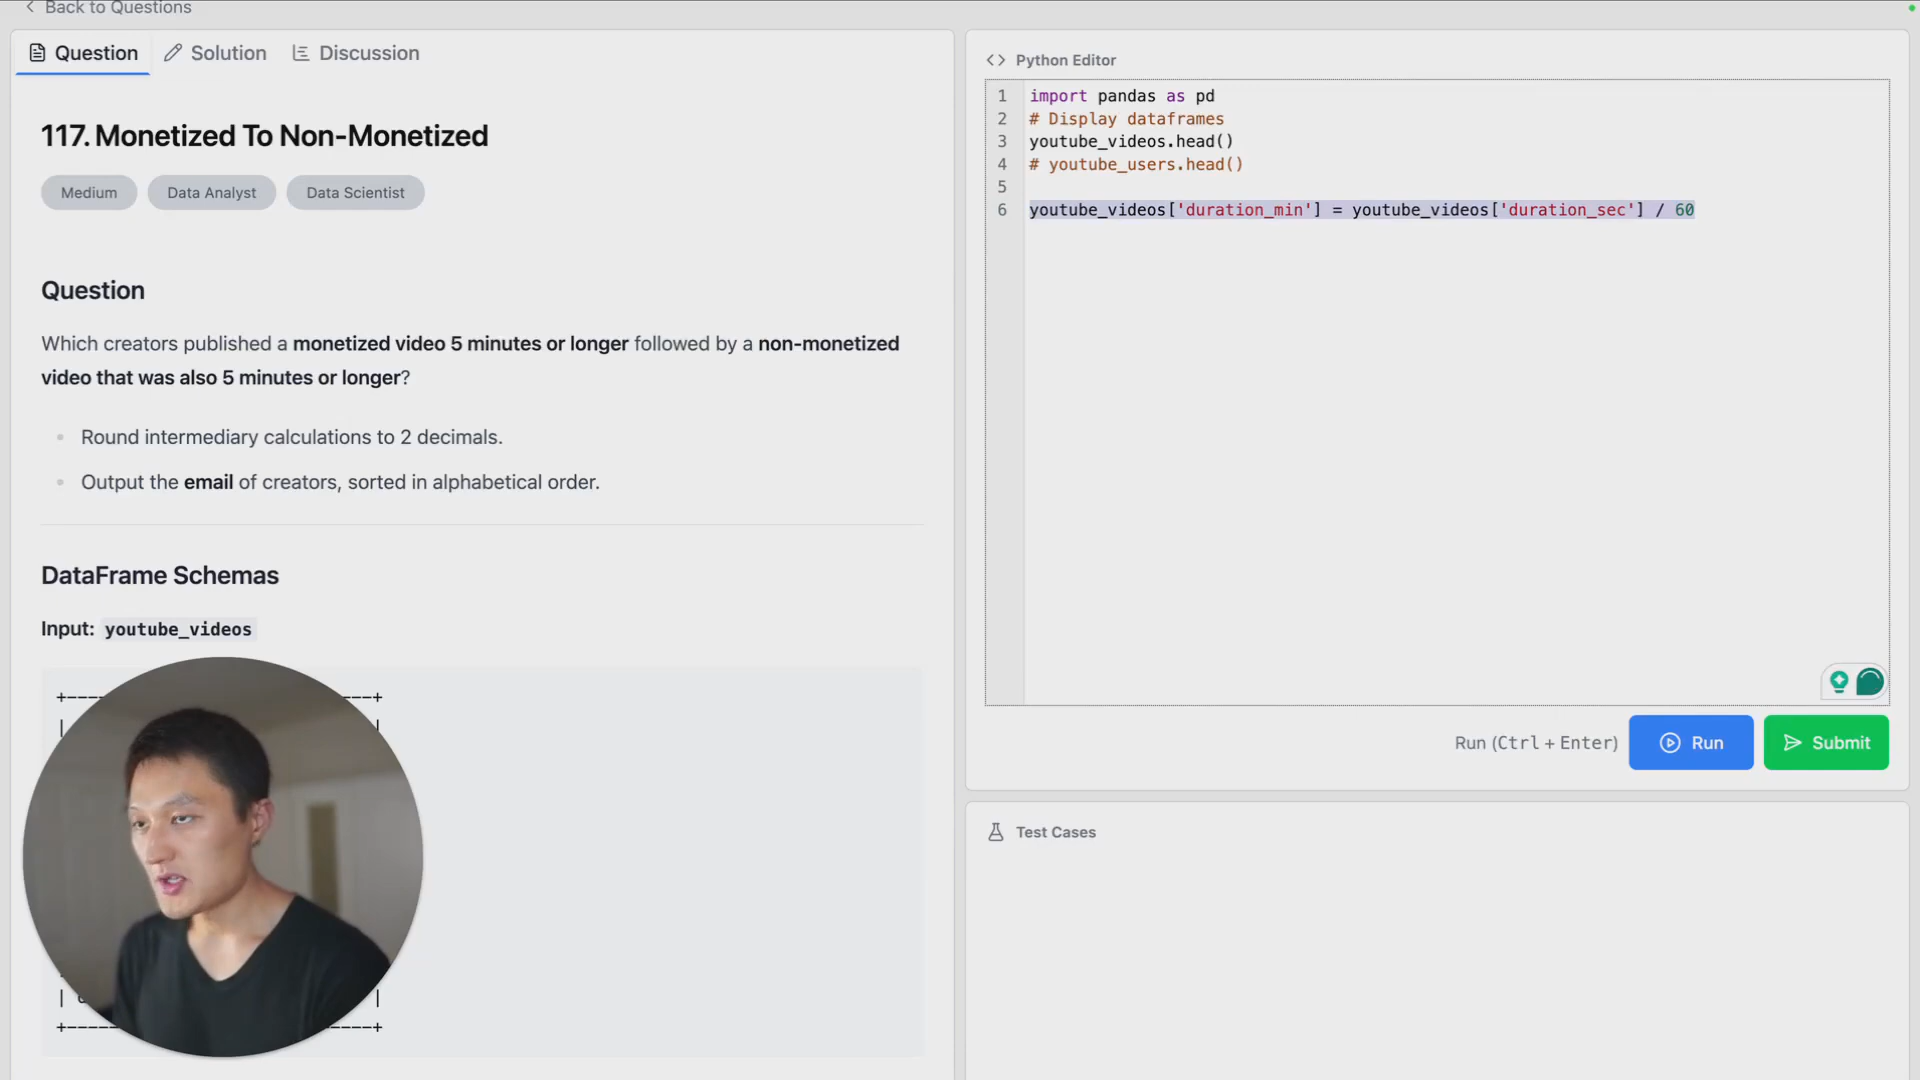 Back to Questions
Question
Solution
Discussion
117. Monetized To Non-Monetized
Medium
Data Analyst
Data Scientist
Question
Which creators published a monetized video 5 minutes or longer followed by a non-monetized
video that was also 5 minutes or longer?
Round intermediary calculations to 2 decimals.
Output the email of creators, sorted in alphabetical order.
DataFrame Schemas
Input: youtube_videos
Python Editor
1 import pandas as pd
2 # Display dataframes
3 youtube_videos.head()
4 # youtube_users.head()
5
6 youtube_videos['duration_min'] = youtube_videos['duration_sec'] / 60
Run (Ctrl + Enter)
Run
Submit
Test Cases